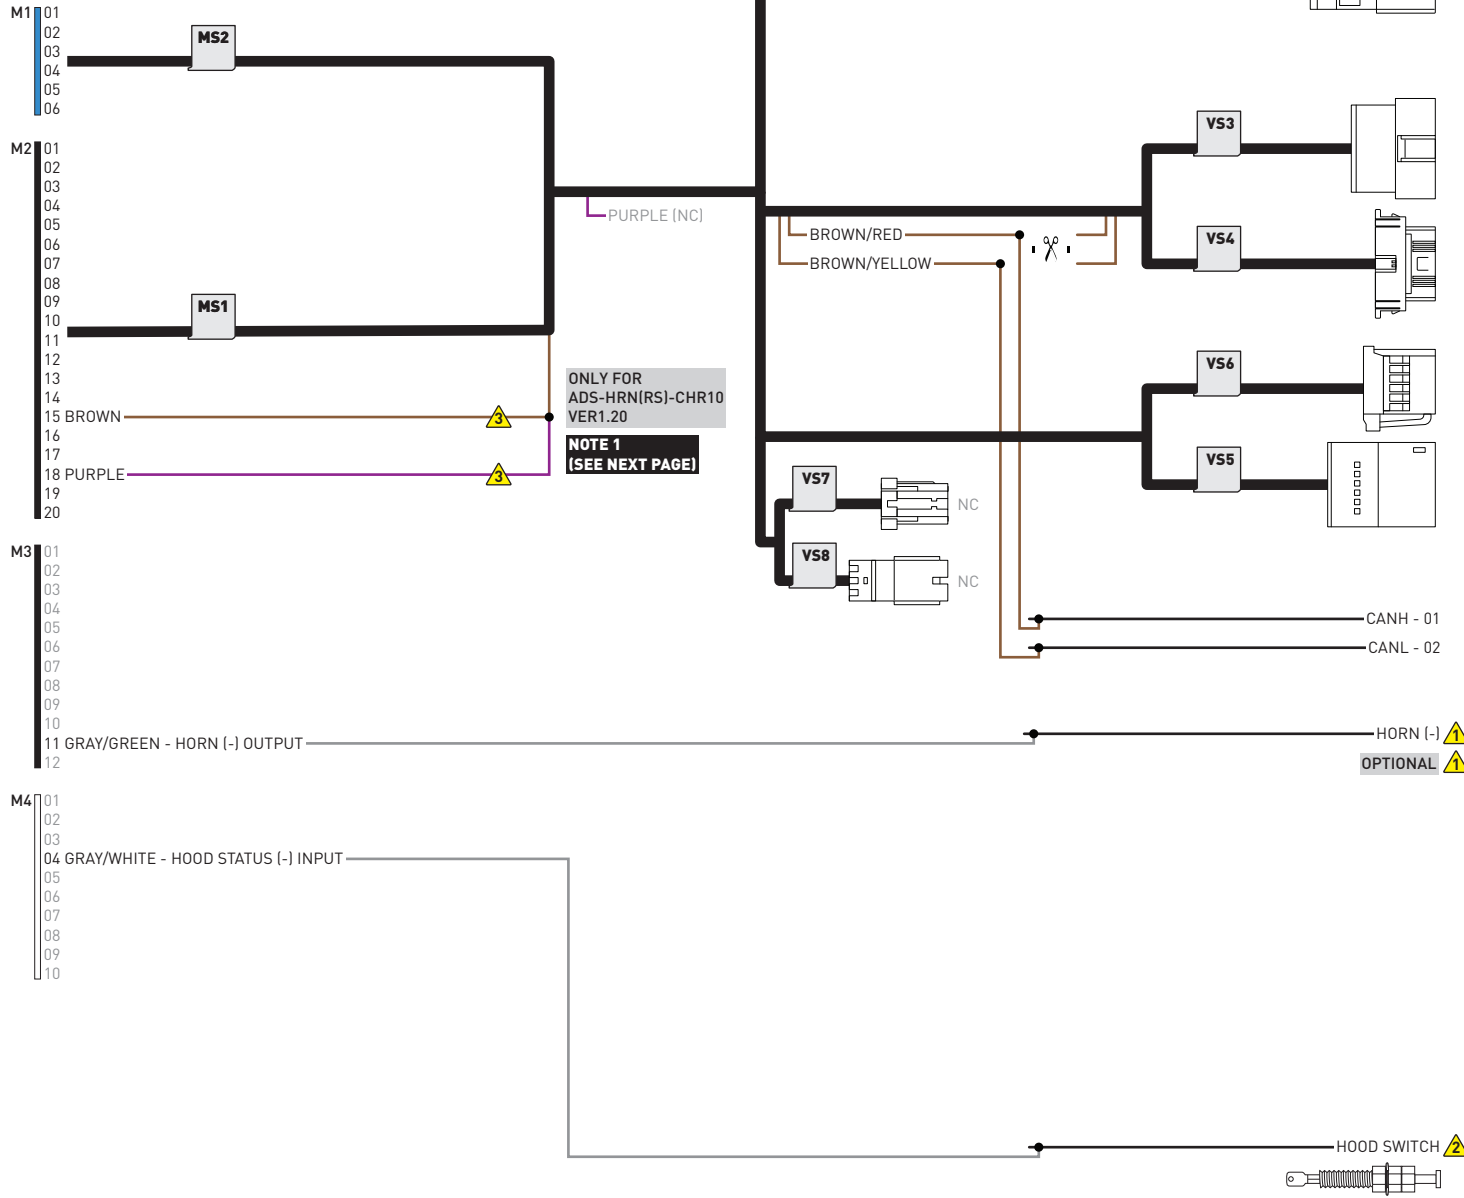 M1 01
02
03
04
05
06
MS2
M2 01
02
03
04
05
06
07
08
09
10
11
12
13
14
15 BROWN
16
17
18 PURPLE
19
20
MS1
3
3
PURPLE (NC)
ONLY FOR
ADS-HRN(RS)-CHR10
VER1.20
NOTE 1
(SEE NEXT PAGE)
BROWN/RED
BROWN/YELLOW
VS3
VS4
VS6
VS5
VS7
NC
VS8
NC
M3 01
02
03
04
05
06
07
08
09
10
11 GRAY/GREEN - HORN (-) OUTPUT
12
CANH - 01
CANL - 02
HORN (-) 1
OPTIONAL 1
M4 01
02
03
04 GRAY/WHITE - HOOD STATUS (-) INPUT
05
06
07
08
09
10
HOOD SWITCH 2